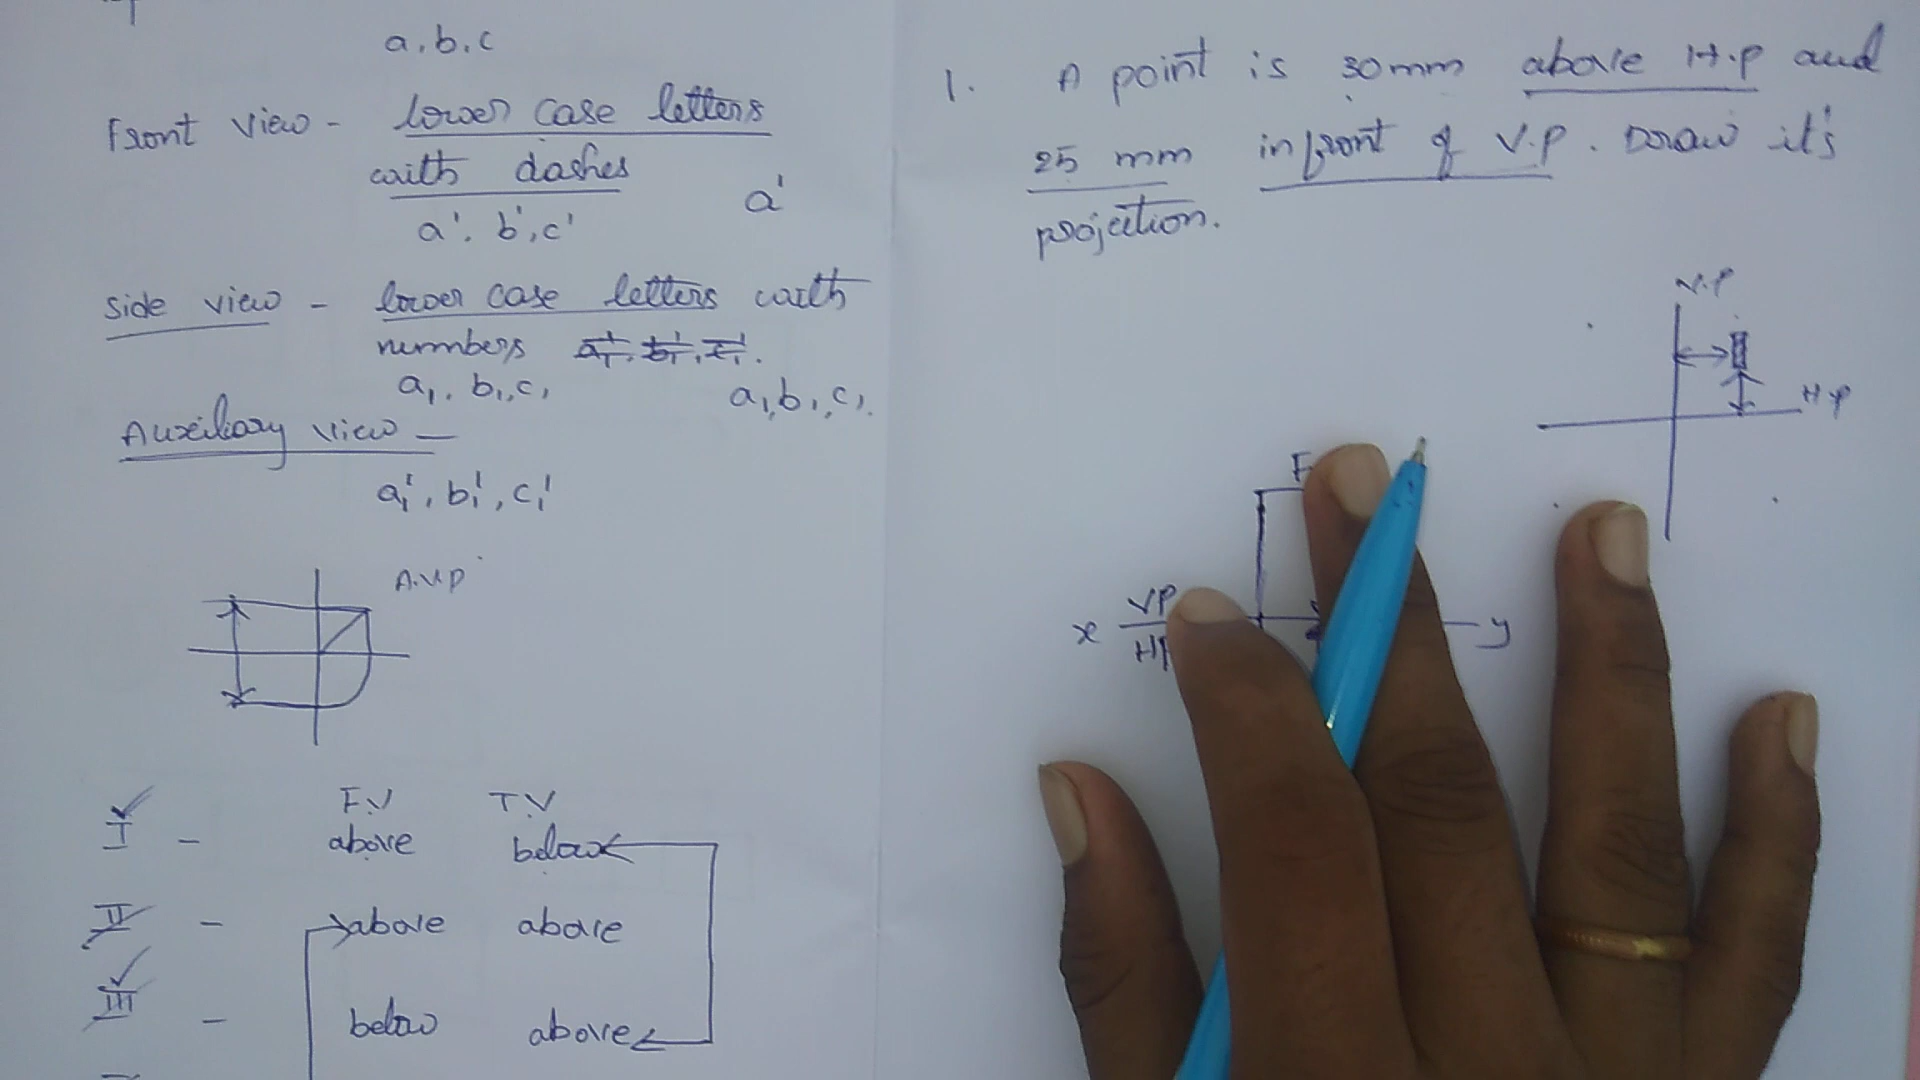 a, b, c
Front view - lower case letters
with dashes
a', b', c'
a'
Side view - lower case letters with
numbers
a₁, b₁, c₁
a₁, b₁, c₁.
Auxiliary view -
a₁', b₁', c₁'
A.V.P
F.V T.V
I - above below
II - above above
III - below above
1. A point is 30mm above H.P and
25 mm infront of V.P. Draw it's
projection.
V.P
H.P
F
VP
x y